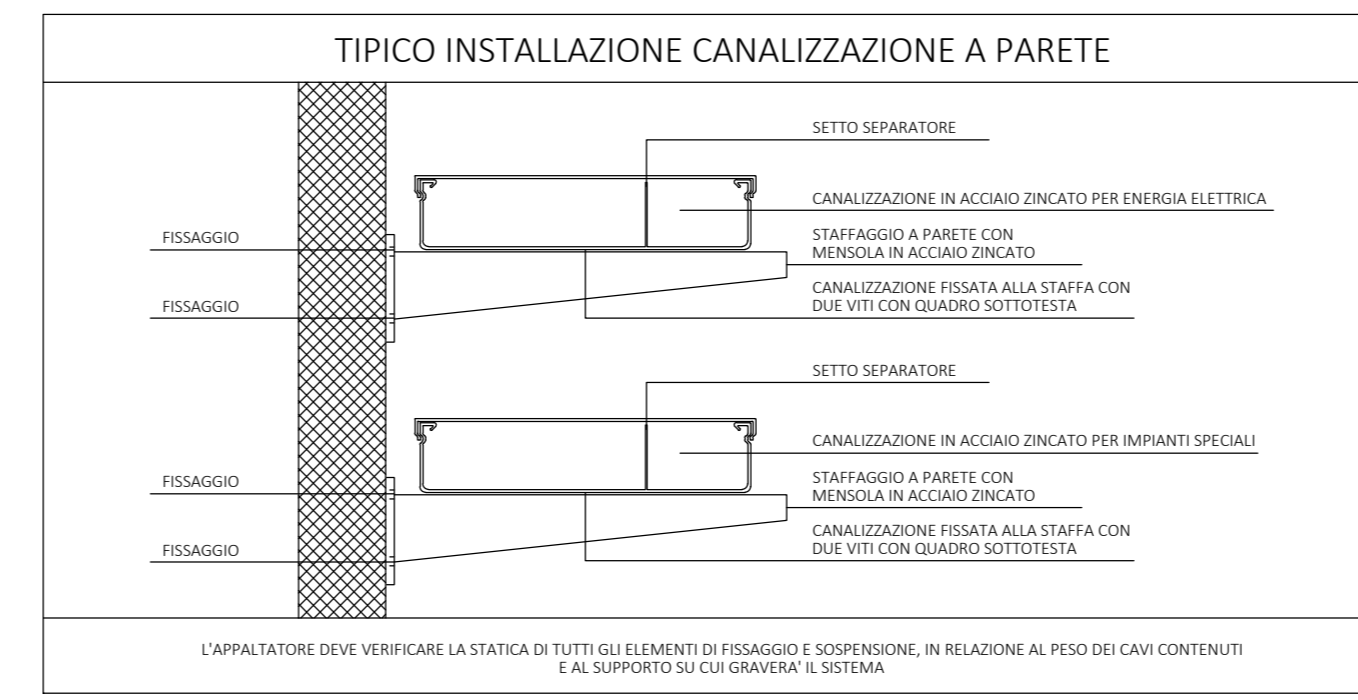 TIPICO INSTALLAZIONE CANALIZZAZIONE A PARETE
SETTO SEPARATORE
CANALIZZAZIONE IN ACCIAIO ZINCATO PER ENERGIA ELETTRICA
FISSAGGIO
STAFFAGGIO A PARETE CON
MENSOLA IN ACCIAIO ZINCATO
CANALIZZAZIONE FISSATA ALLA STAFFA CON
DUE VITI CON QUADRO SOTTOTESTA
FISSAGGIO
SETTO SEPARATORE
CANALIZZAZIONE IN ACCIAIO ZINCATO PER IMPIANTI SPECIALI
FISSAGGIO
STAFFAGGIO A PARETE CON
MENSOLA IN ACCIAIO ZINCATO
CANALIZZAZIONE FISSATA ALLA STAFFA CON
DUE VITI CON QUADRO SOTTOTESTA
FISSAGGIO
L'APPALTATORE DEVE VERIFICARE LA STATICA DI TUTTI GLI ELEMENTI DI FISSAGGIO E SOSPENSIONE, IN RELAZIONE AL PESO DEI CAVI CONTENUTI
E AL SUPPORTO SU CUI GRAVERA' IL SISTEMA